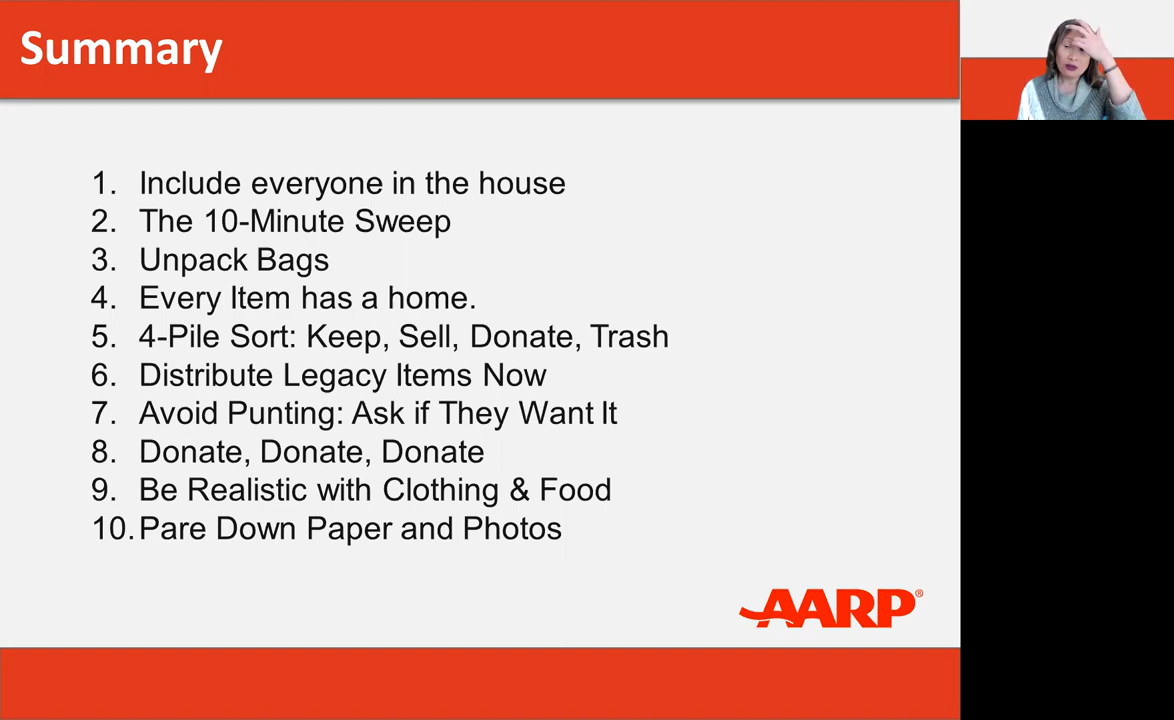 Summary
1. Include everyone in the house
2. The 10-Minute Sweep
3. Unpack Bags
4. Every Item has a home.
5. 4-Pile Sort: Keep, Sell, Donate, Trash
6. Distribute Legacy Items Now
7. Avoid Punting: Ask if They Want It
8. Donate, Donate, Donate
9. Be Realistic with Clothing & Food
10. Pare Down Paper and Photos
AARP®